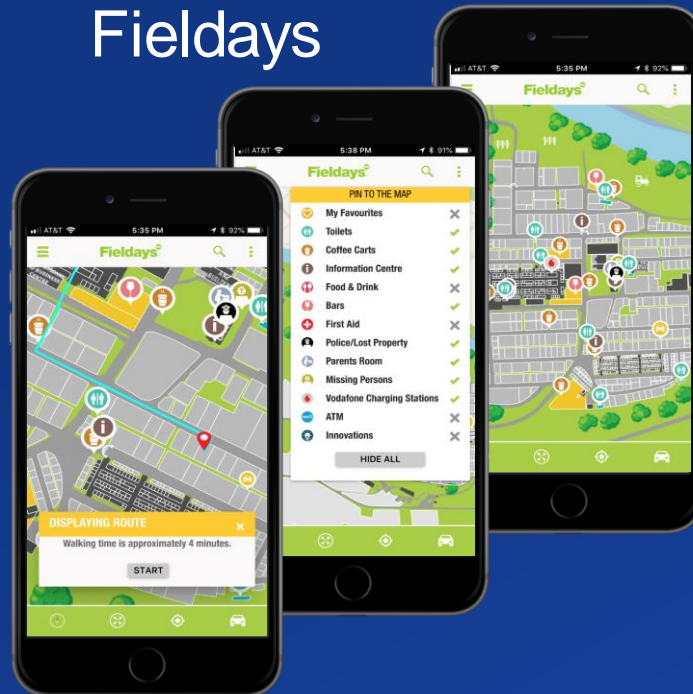 Fieldays
AT&T 5:35 PM 92%
Fieldays
BUSINESS
CENTRE
DISPLAYING ROUTE ×
Walking time is approximately 4 minutes.
START
AT&T 5:38 PM 91%
Fieldays
PIN TO THE MAP
My Favourites
Toilets
Coffee Carts
Information Centre
Food & Drink
Bars
First Aid
Police/Lost Property
Parents Room
Missing Persons
Vodafone Charging Stations
ATM
Innovations
HIDE ALL
AT&T 5:35 PM 92%
Fieldays